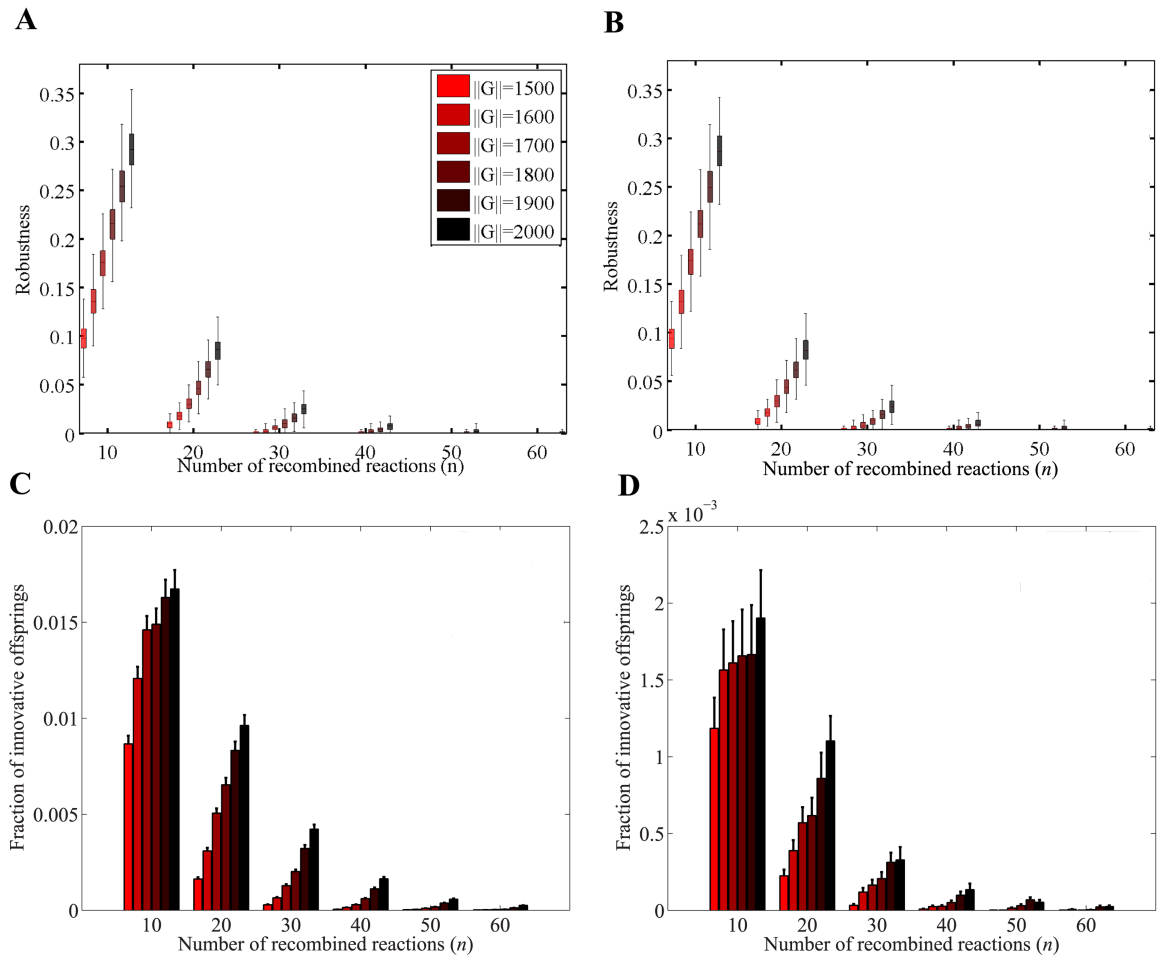 A
B
0.35
0.3
0.25
0.2
0.15
0.1
0.05
0
Robustness
||G||=1500
||G||=1600
||G||=1700
||G||=1800
||G||=1900
||G||=2000
10 20 30 40 50 60
Number of recombined reactions (n)
0.35
0.3
0.25
0.2
0.15
0.1
0.05
0
Robustness
10 20 30 40 50 60
Number of recombined reactions (n)
C
D
0.02
0.015
0.01
0.005
0
Fraction of innovative offsprings
10 20 30 40 50 60
Number of recombined reactions (n)
2.5 x 10⁻³
2
1.5
1
0.5
0
Fraction of innovative offsprings
10 20 30 40 50 60
Number of recombined reactions (n)